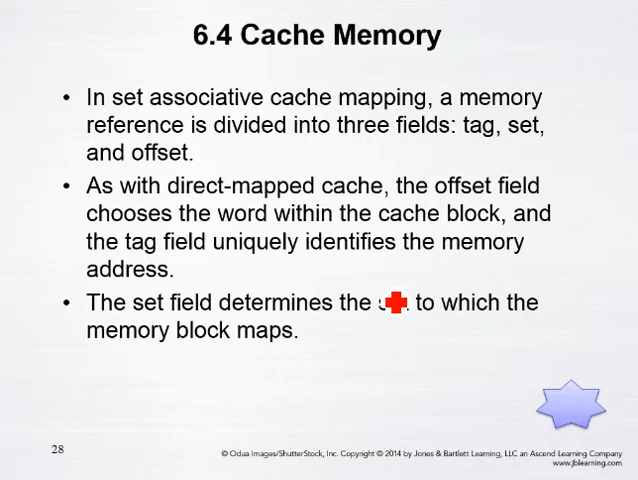 6.4 Cache Memory
• In set associative cache mapping, a memory
reference is divided into three fields: tag, set,
and offset.
• As with direct-mapped cache, the offset field
chooses the word within the cache block, and
the tag field uniquely identifies the memory
address.
• The set field determines the to which the
memory block maps.
28
© Odua Images/ShutterStock, Inc. Copyright © 2014 by Jones & Bartlett Learning, LLC an Ascend Learning Company
www.jblearning.com